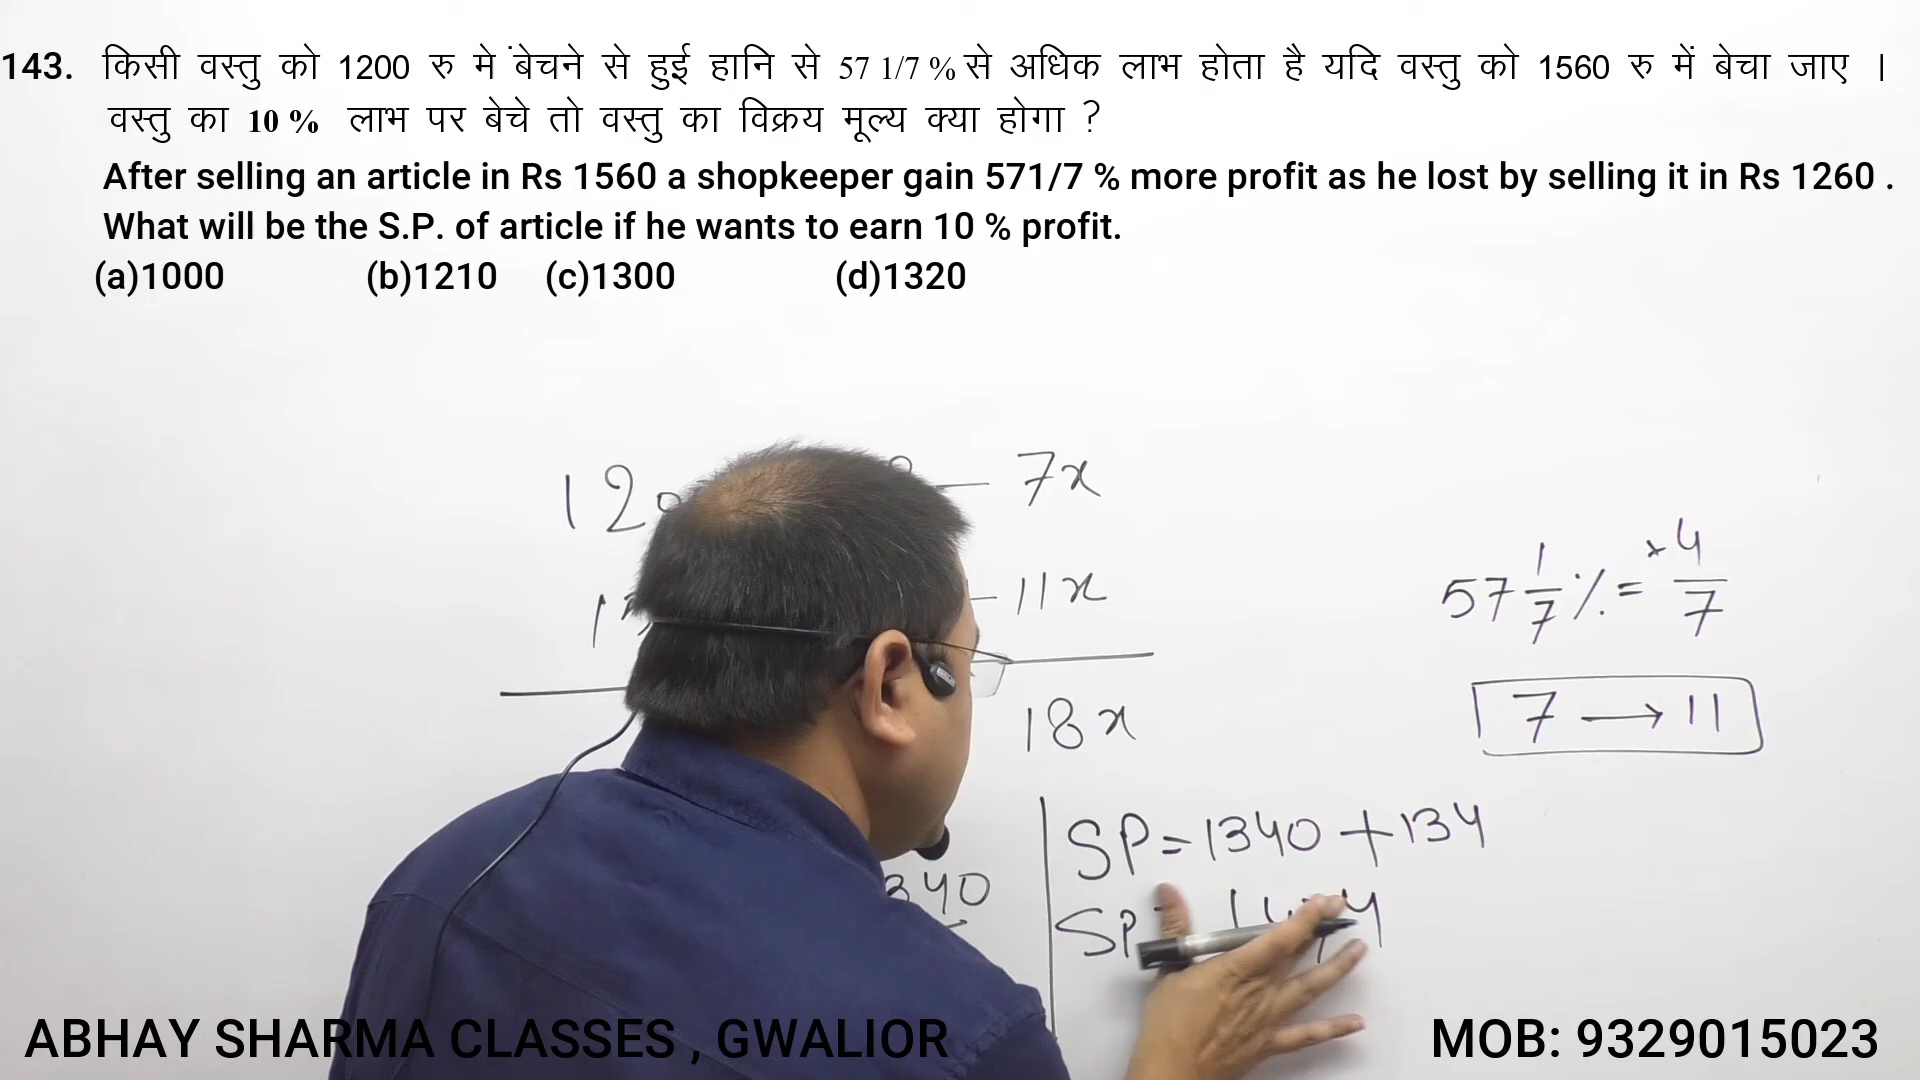 143. किसी वस्तु को 1200 रु मे बेचने से हुई हानि से 57 1/7 % से अधिक लाभ होता है यदि वस्तु को 1560 रु में बेचा जाए ।
वस्तु का 10 % लाभ पर बेचे तो वस्तु का विक्रय मूल्य क्या होगा ?
After selling an article in Rs 1560 a shopkeeper gain 571/7 % more profit as he lost by selling it in Rs 1260 .
What will be the S.P. of article if he wants to earn 10 % profit.
(a)1000 (b)1210 (c)1300 (d)1320
— 7x
— 11x
18x
57 1/7 % = +4/7
7 → 11
SP = 1340 + 134
SP
ABHAY SHARMA CLASSES , GWALIOR
MOB: 9329015023